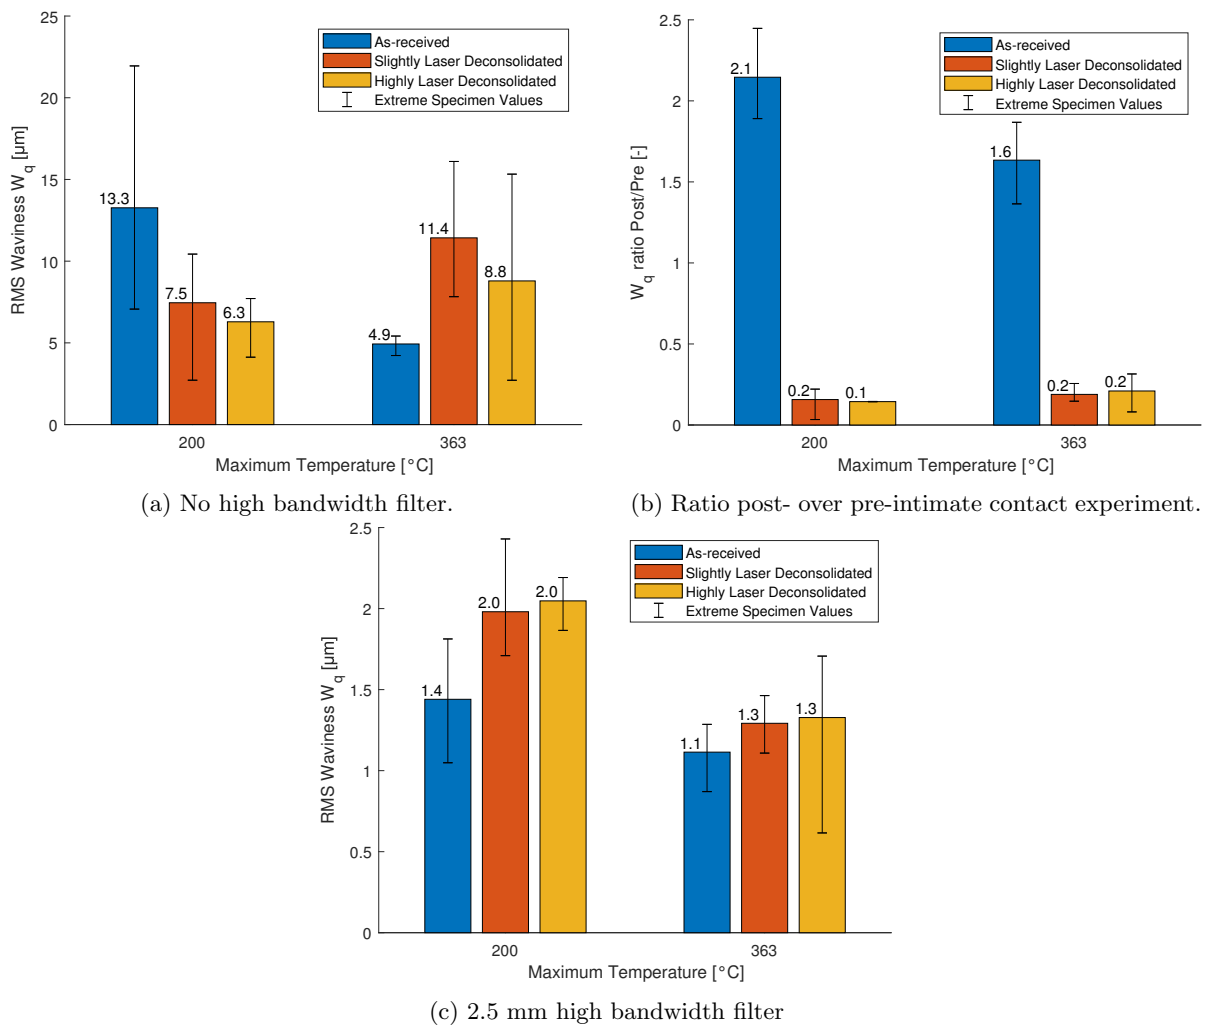 25
20
15
10
5
0
RMS Waviness W_q [µm]
As-received
Slightly Laser Deconsolidated
Highly Laser Deconsolidated
Extreme Specimen Values
13.3
7.5
6.3
4.9
11.4
8.8
200
363
Maximum Temperature [°C]
(a) No high bandwidth filter.
2.5
2
1.5
1
0.5
0
W_q ratio Post/Pre [-]
As-received
Slightly Laser Deconsolidated
Highly Laser Deconsolidated
Extreme Specimen Values
2.1
0.2
0.1
1.6
0.2
0.2
200
363
Maximum Temperature [°C]
(b) Ratio post- over pre-intimate contact experiment.
2.5
2
1.5
1
0.5
0
RMS Waviness W_q [µm]
As-received
Slightly Laser Deconsolidated
Highly Laser Deconsolidated
Extreme Specimen Values
1.4
2.0
2.0
1.1
1.3
1.3
200
363
Maximum Temperature [°C]
(c) 2.5 mm high bandwidth filter